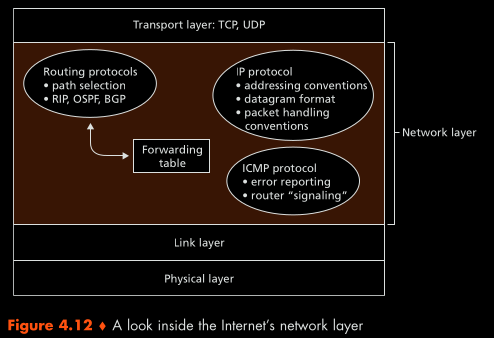 Transport layer: TCP, UDP
Routing protocols
• path selection
• RIP, OSPF, BGP
IP protocol
• addressing conventions
• datagram format
• packet handling
conventions
Network layer
Forwarding
table
ICMP protocol
• error reporting
• router “signaling”
Link layer
Physical layer
Figure 4.12 ♦ A look inside the Internet’s network layer